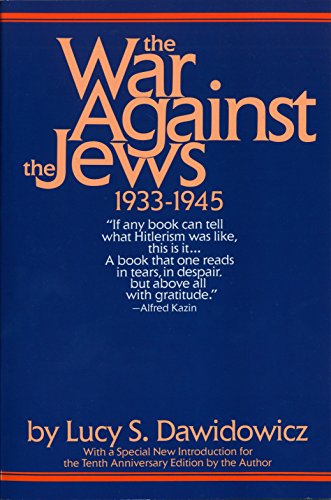 the
War
Against
the Jews
1933-1945
"If any book can tell
what Hitlerism was like,
this is it...
A book that one reads
in tears, in despair.
but above all
with gratitude."
—Alfred Kazin
by Lucy S. Dawidowicz
With a Special New Introduction for
the Tenth Anniversary Edition by the Author